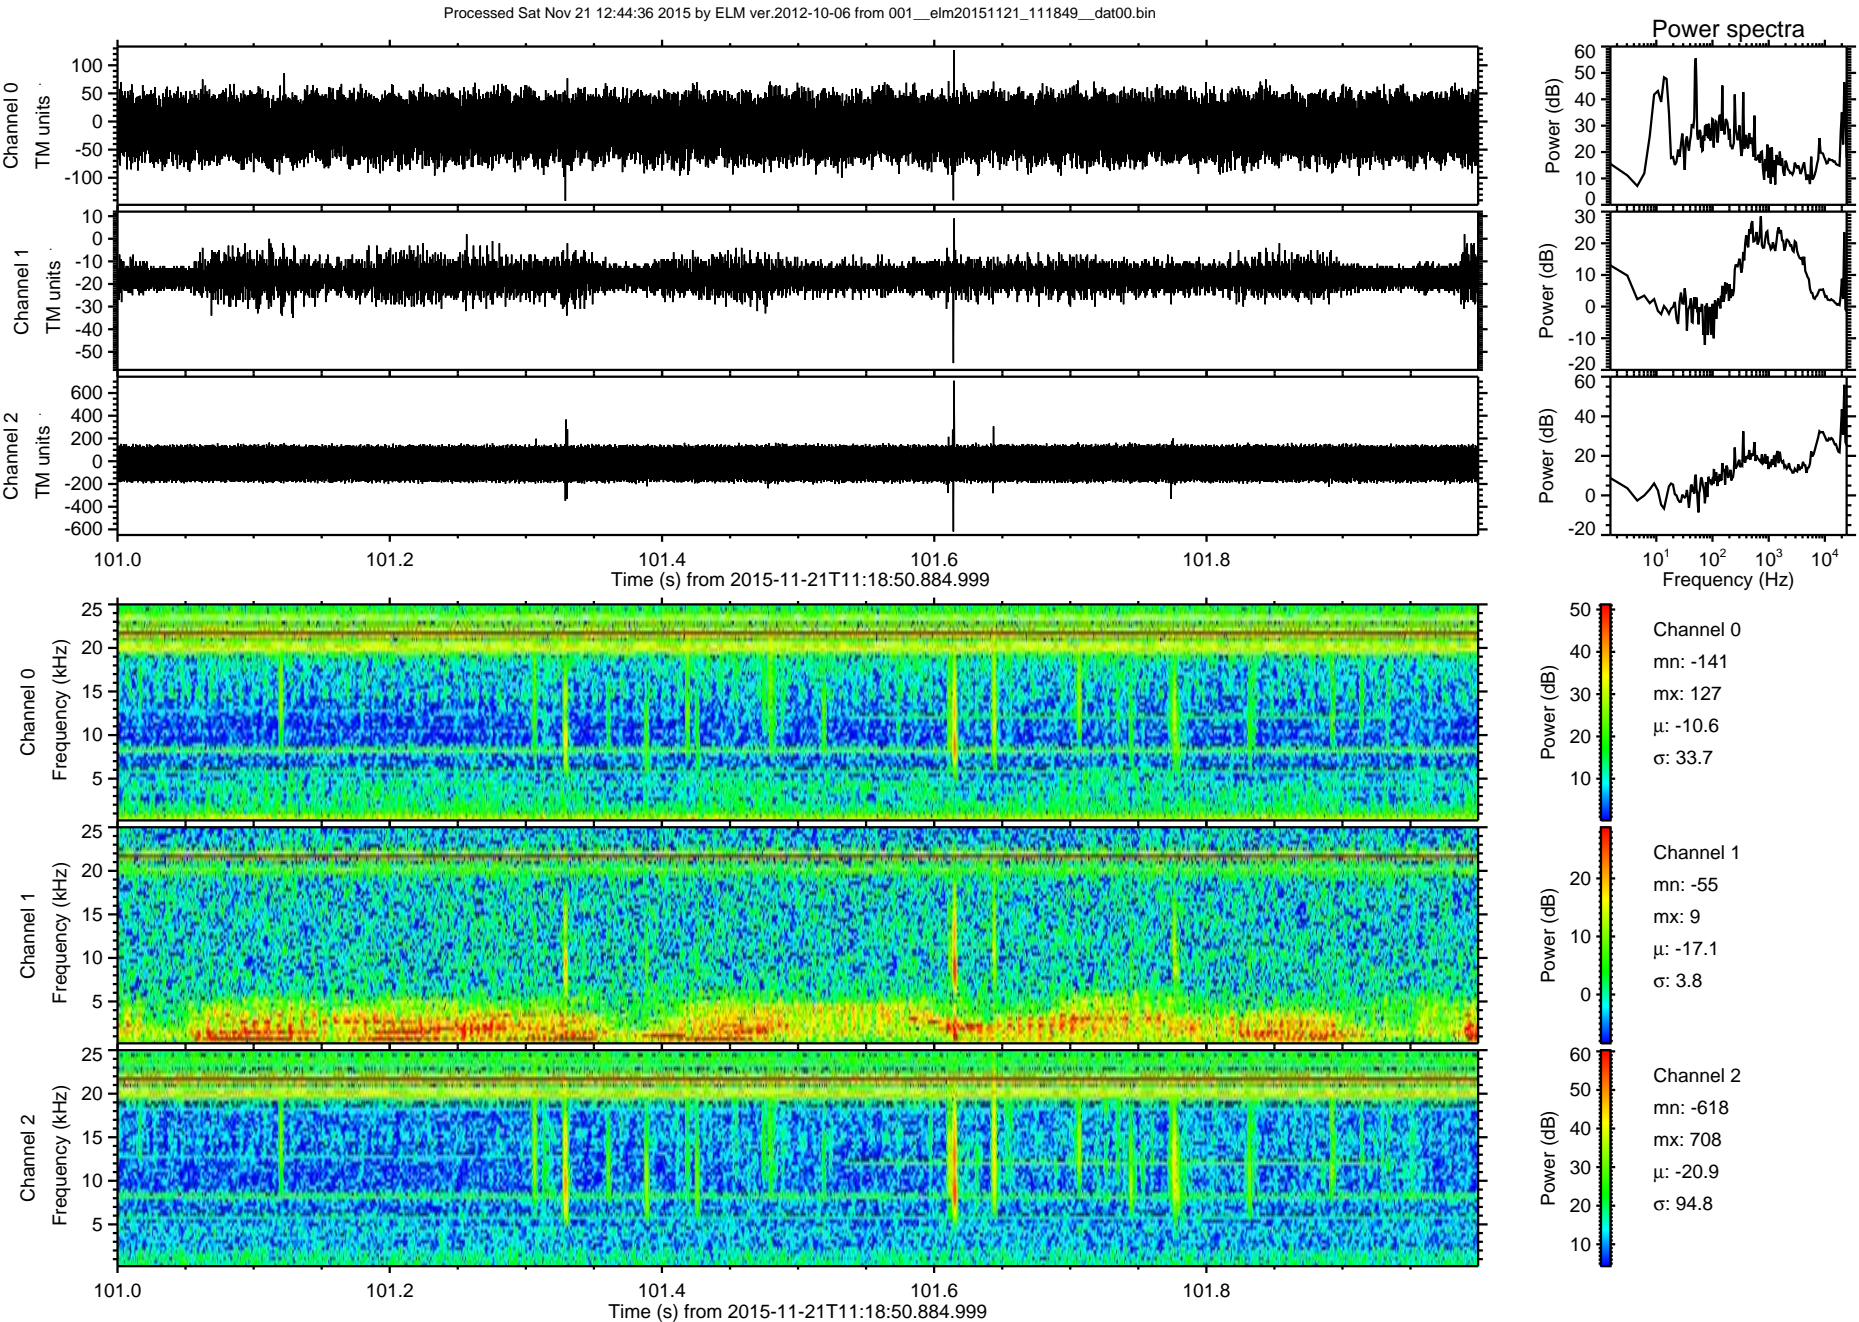 Processed Sat Nov 21 12:44:36 2015 by ELM ver.2012-10-06 from 001__elm20151121_111849__dat00.bin
Power spectra
Channel 0
TM units
100
50
0
-50
-100
Power (dB)
60
50
40
30
20
10
0
Channel 1
TM units
10
0
-10
-20
-30
-40
-50
Power (dB)
30
20
10
0
-10
-20
Channel 2
TM units
600
400
200
0
-200
-400
-600
Power (dB)
60
40
20
0
-20
101.0 101.2 101.4 101.6 101.8
Time (s) from 2015-11-21T11:18:50.884.999
10¹ 10² 10³ 10⁴
Frequency (Hz)
Channel 0
Frequency (kHz)
25
20
15
10
5
Power (dB)
50
40
30
20
10
Channel 0
mn: -141
mx: 127
μ: -10.6
σ: 33.7
Channel 1
Frequency (kHz)
25
20
15
10
5
Power (dB)
20
10
0
Channel 1
mn: -55
mx: 9
μ: -17.1
σ: 3.8
Channel 2
Frequency (kHz)
25
20
15
10
5
Power (dB)
60
50
40
30
20
10
Channel 2
mn: -618
mx: 708
μ: -20.9
σ: 94.8
101.0 101.2 101.4 101.6 101.8
Time (s) from 2015-11-21T11:18:50.884.999